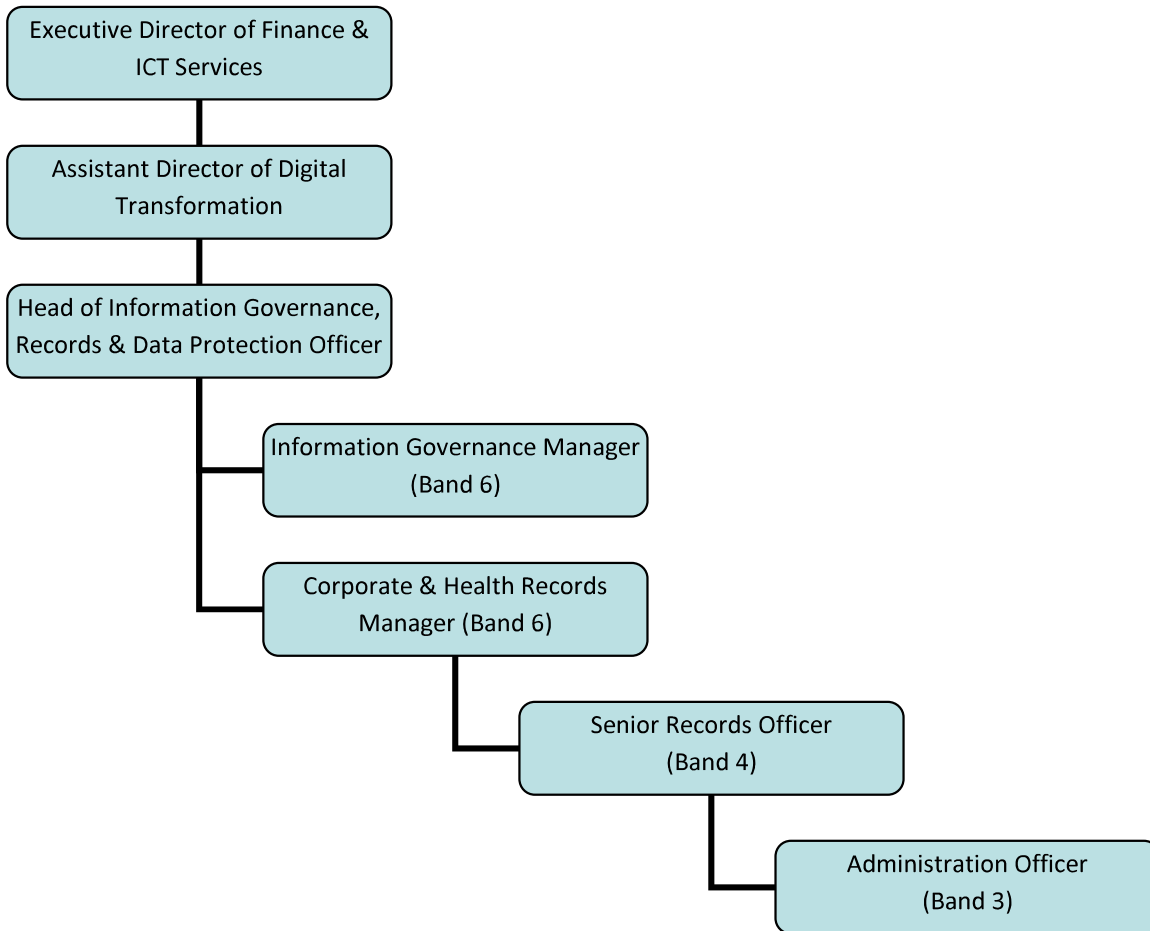 Executive Director of Finance &
ICT Services
Assistant Director of Digital
Transformation
Head of Information Governance,
Records & Data Protection Officer
Information Governance Manager
(Band 6)
Corporate & Health Records
Manager (Band 6)
Senior Records Officer
(Band 4)
Administration Officer
(Band 3)